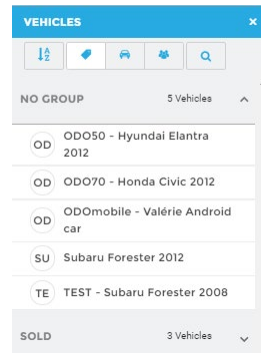 VEHICLES ×
A Z
NO GROUP 5 Vehicles
OD ODO50 - Hyundai Elantra
2012
OD ODO70 - Honda Civic 2012
OD ODOmobile - Valérie Android
car
SU Subaru Forester 2012
TE TEST - Subaru Forester 2008
SOLD 3 Vehicles